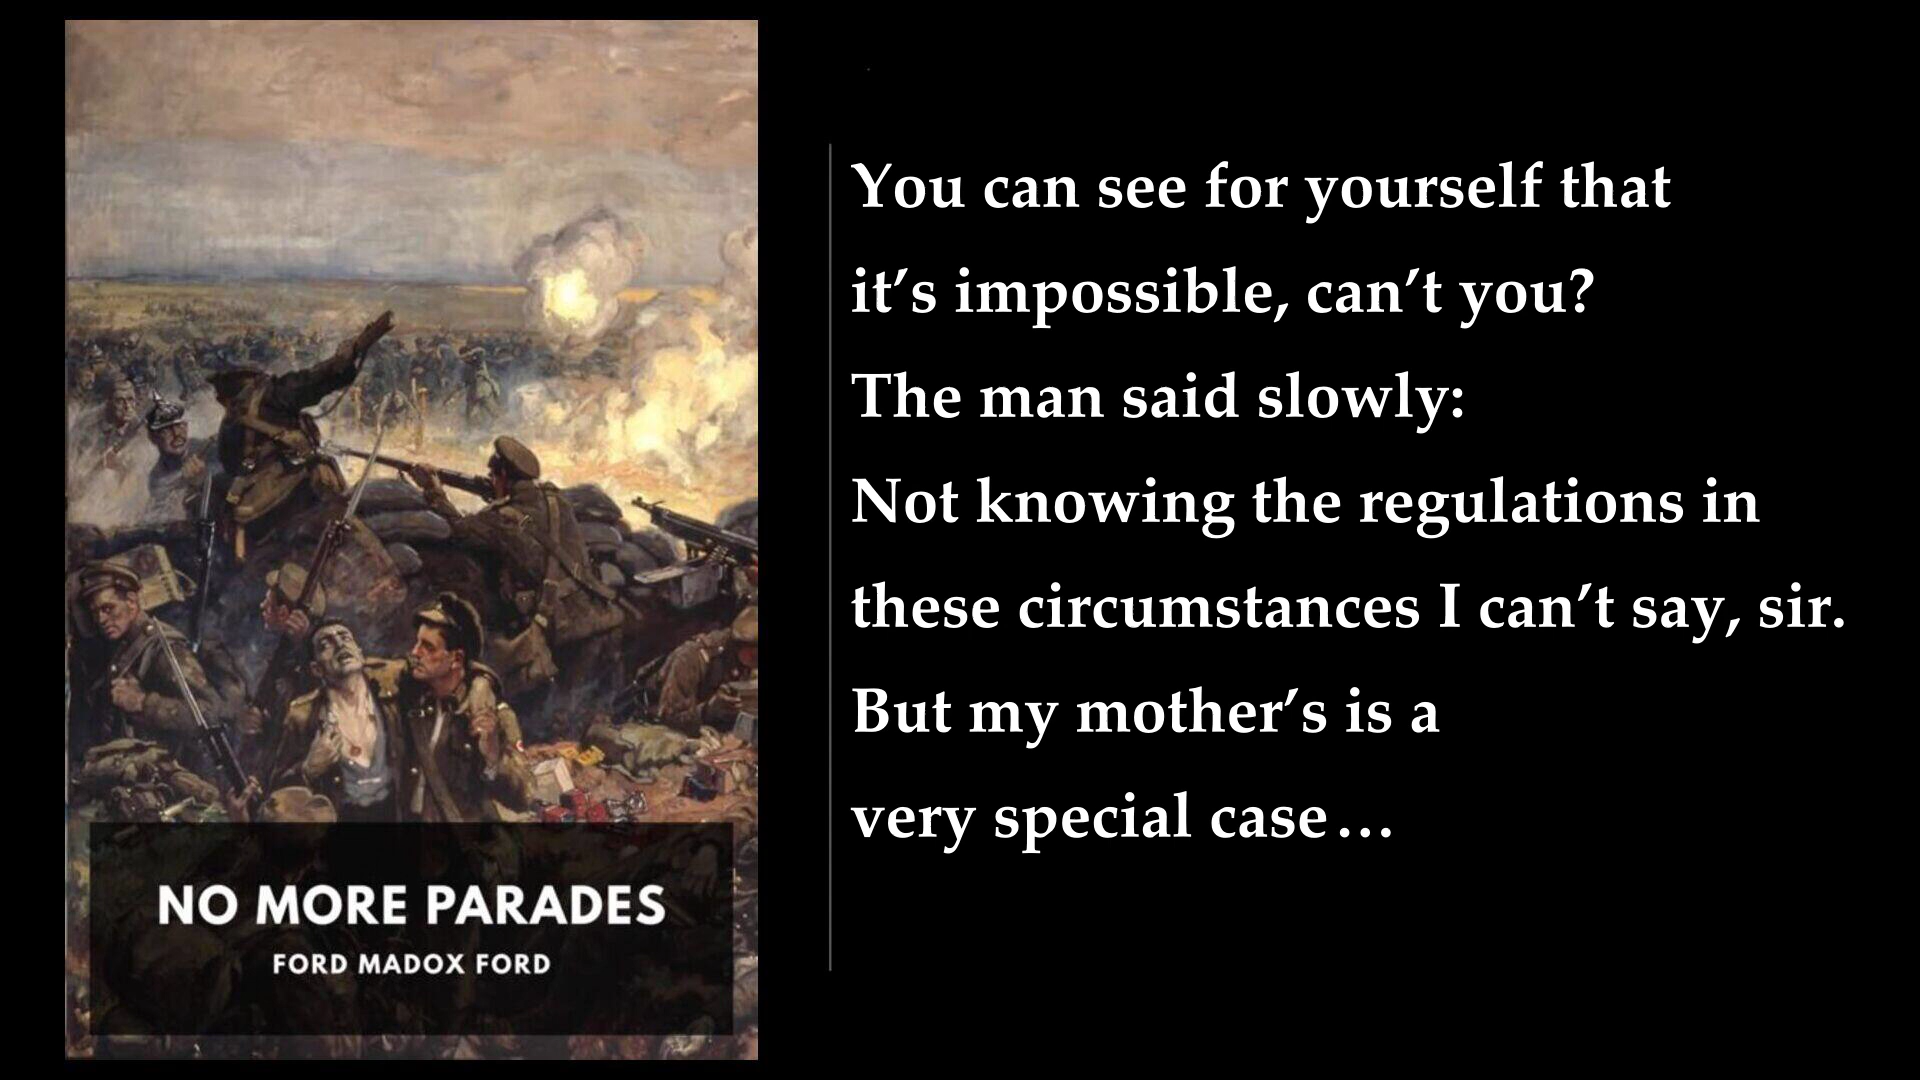 NO MORE PARADES
FORD MADOX FORD
You can see for yourself that
it’s impossible, can’t you?
The man said slowly:
Not knowing the regulations in
these circumstances I can’t say, sir.
But my mother’s is a
very special case…